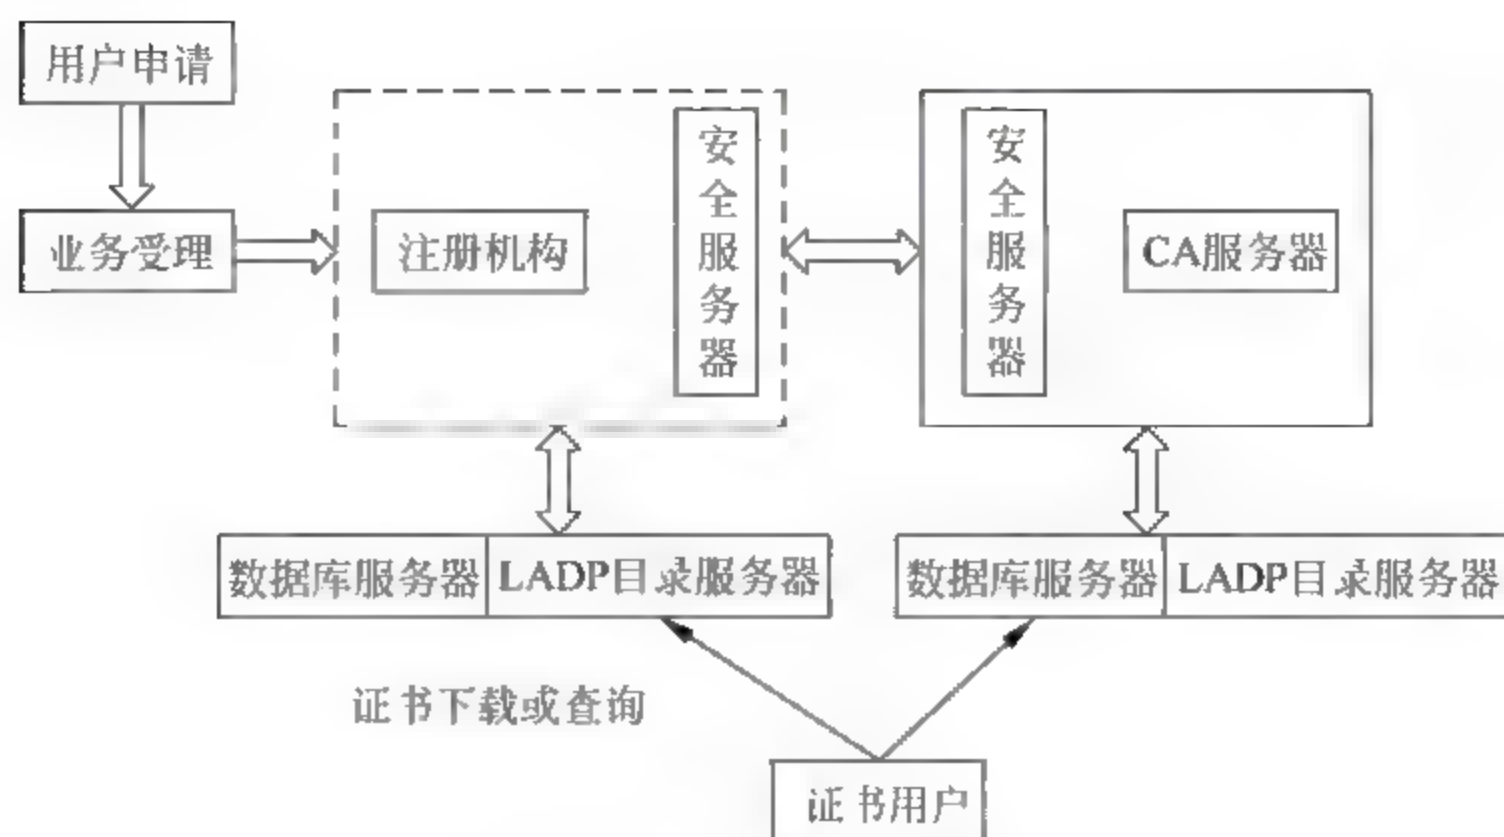 用户申请
业务受理
注册机构
安全服务器
安全服务器
CA服务器
数据库服务器
LADP目录服务器
数据库服务器
LADP目录服务器
证书下载或查询
证书用户